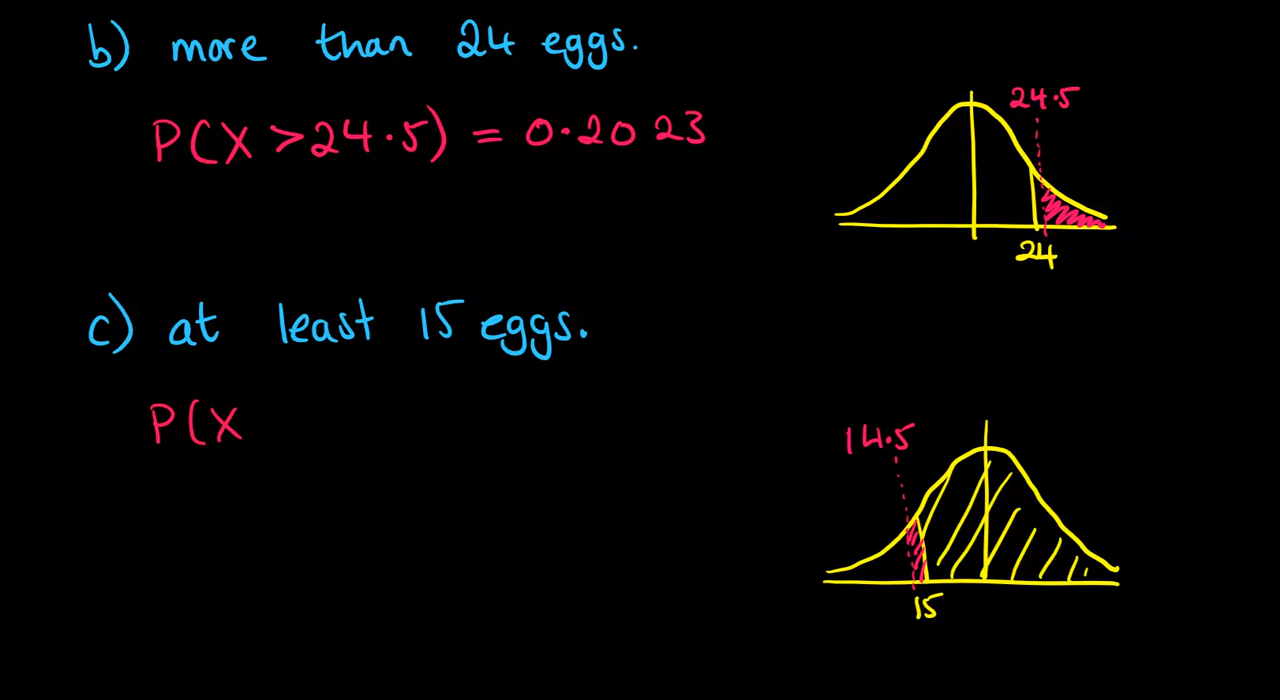 b) more than 24 eggs.
24.5
P(X > 24.5) = 0.2023
24
c) at least 15 eggs.
P(X
14.5
15